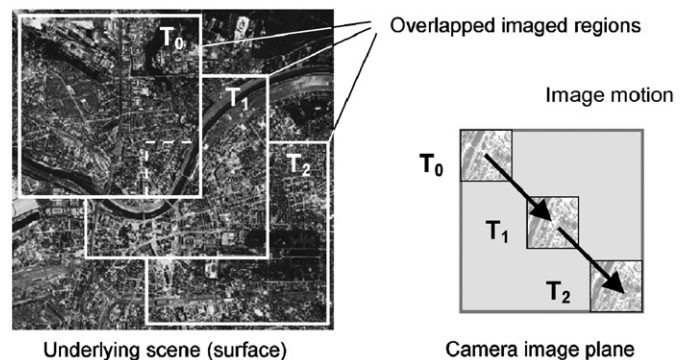 T0
Overlapped imaged regions
T1
T2
Image motion
T0
T1
T2
Underlying scene (surface)
Camera image plane